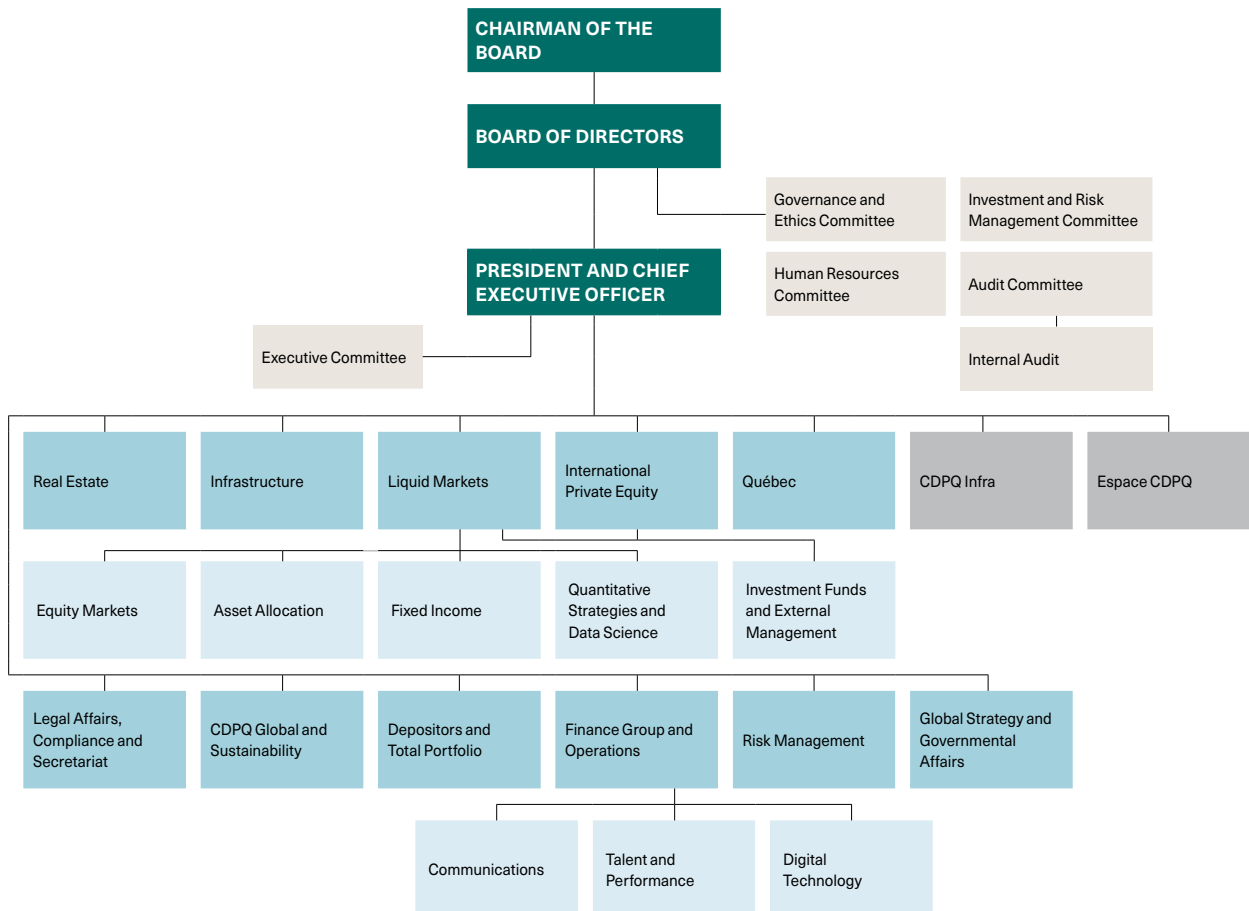 CHAIRMAN OF THE
BOARD
BOARD OF DIRECTORS
Governance and
Ethics Committee
Investment and Risk
Management Committee
PRESIDENT AND CHIEF
EXECUTIVE OFFICER
Human Resources
Committee
Audit Committee
Executive Committee
Internal Audit
Real Estate
Infrastructure
Liquid Markets
International
Private Equity
Québec
CDPQ Infra
Espace CDPQ
Equity Markets
Asset Allocation
Fixed Income
Quantitative
Strategies and
Data Science
Investment Funds
and External
Management
Legal Affairs,
Compliance and
Secretariat
CDPQ Global and
Sustainability
Depositors and
Total Portfolio
Finance Group and
Operations
Risk Management
Global Strategy and
Governmental
Affairs
Communications
Talent and
Performance
Digital
Technology